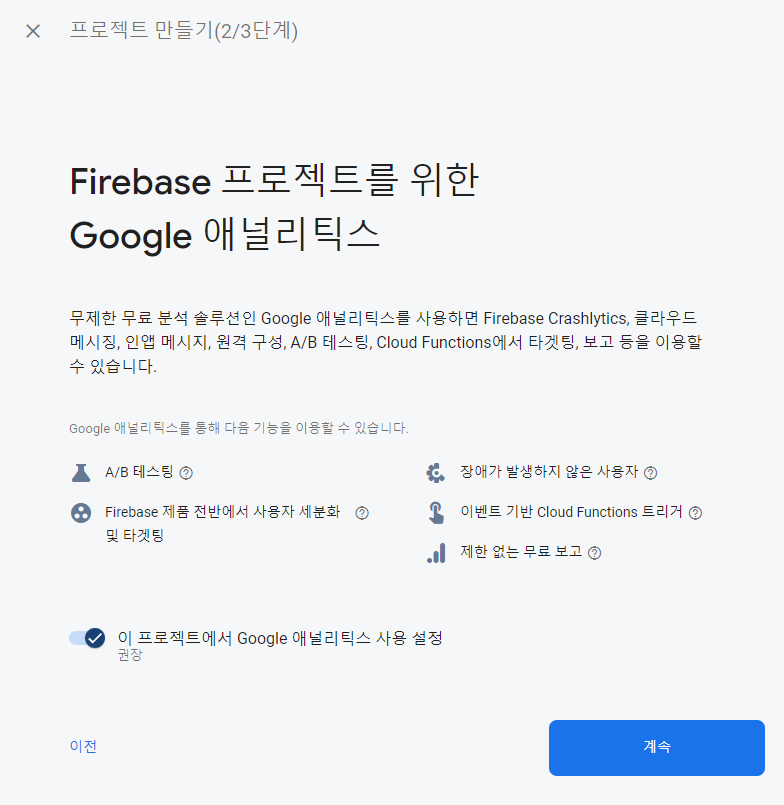 프로젝트 만들기(2/3단계)
Firebase 프로젝트를 위한
Google 애널리틱스
무제한 무료 분석 솔루션인 Google 애널리틱스를 사용하면 Firebase Crashlytics, 클라우드
메시징, 인앱 메시지, 원격 구성, A/B 테스팅, Cloud Functions에서 타겟팅, 보고 등을 이용할
수 있습니다.
Google 애널리틱스를 통해 다음 기능을 이용할 수 있습니다.
A/B 테스팅
Firebase 제품 전반에서 사용자 세분화
및 타겟팅
장애가 발생하지 않은 사용자
이벤트 기반 Cloud Functions 트리거
제한 없는 무료 보고
이 프로젝트에서 Google 애널리틱스 사용 설정
권장
이전
계속